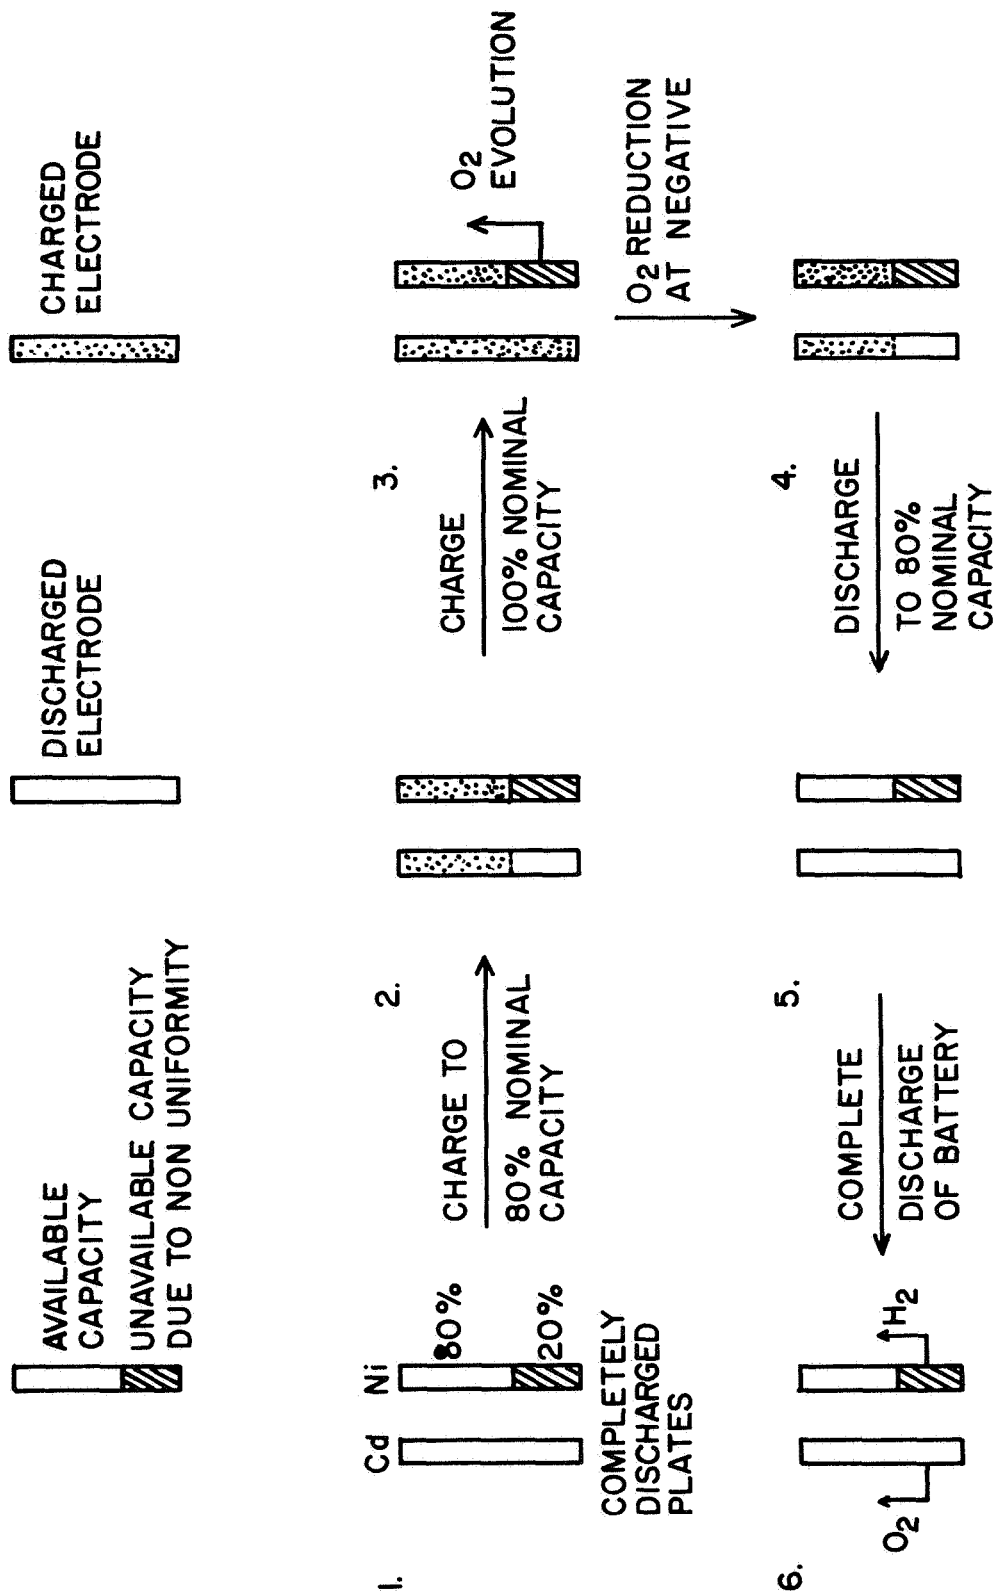 AVAILABLE
CAPACITY
UNAVAILABLE CAPACITY
DUE TO NON UNIFORMITY
DISCHARGED
ELECTRODE
CHARGED
ELECTRODE
1.
Cd Ni
80%
20%
COMPLETELY
DISCHARGED
PLATES
2.
CHARGE TO
80% NOMINAL
CAPACITY
3.
CHARGE
100% NOMINAL
CAPACITY
O2
EVOLUTION
O2 REDUCTION
AT NEGATIVE
4.
DISCHARGE
TO 80%
NOMINAL
CAPACITY
5.
COMPLETE
DISCHARGE
OF BATTERY
6.
O2
H2